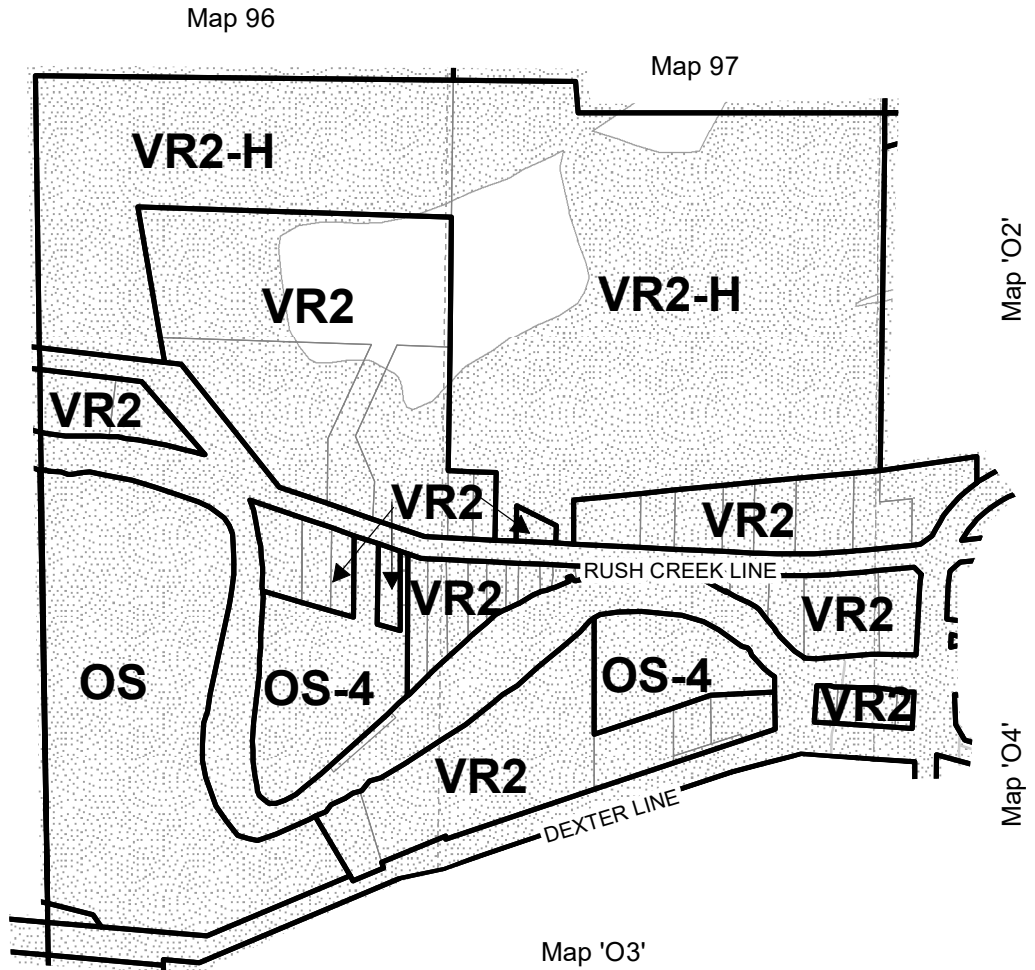 Map 96
Map 97
VR2-H
Map 'O2'
VR2
VR2-H
VR2
VR2
VR2
RUSH CREEK LINE
VR2
VR2
OS
OS-4
OS-4
VR2
VR2
Map 'O4'
DEXTER LINE
Map 'O3'